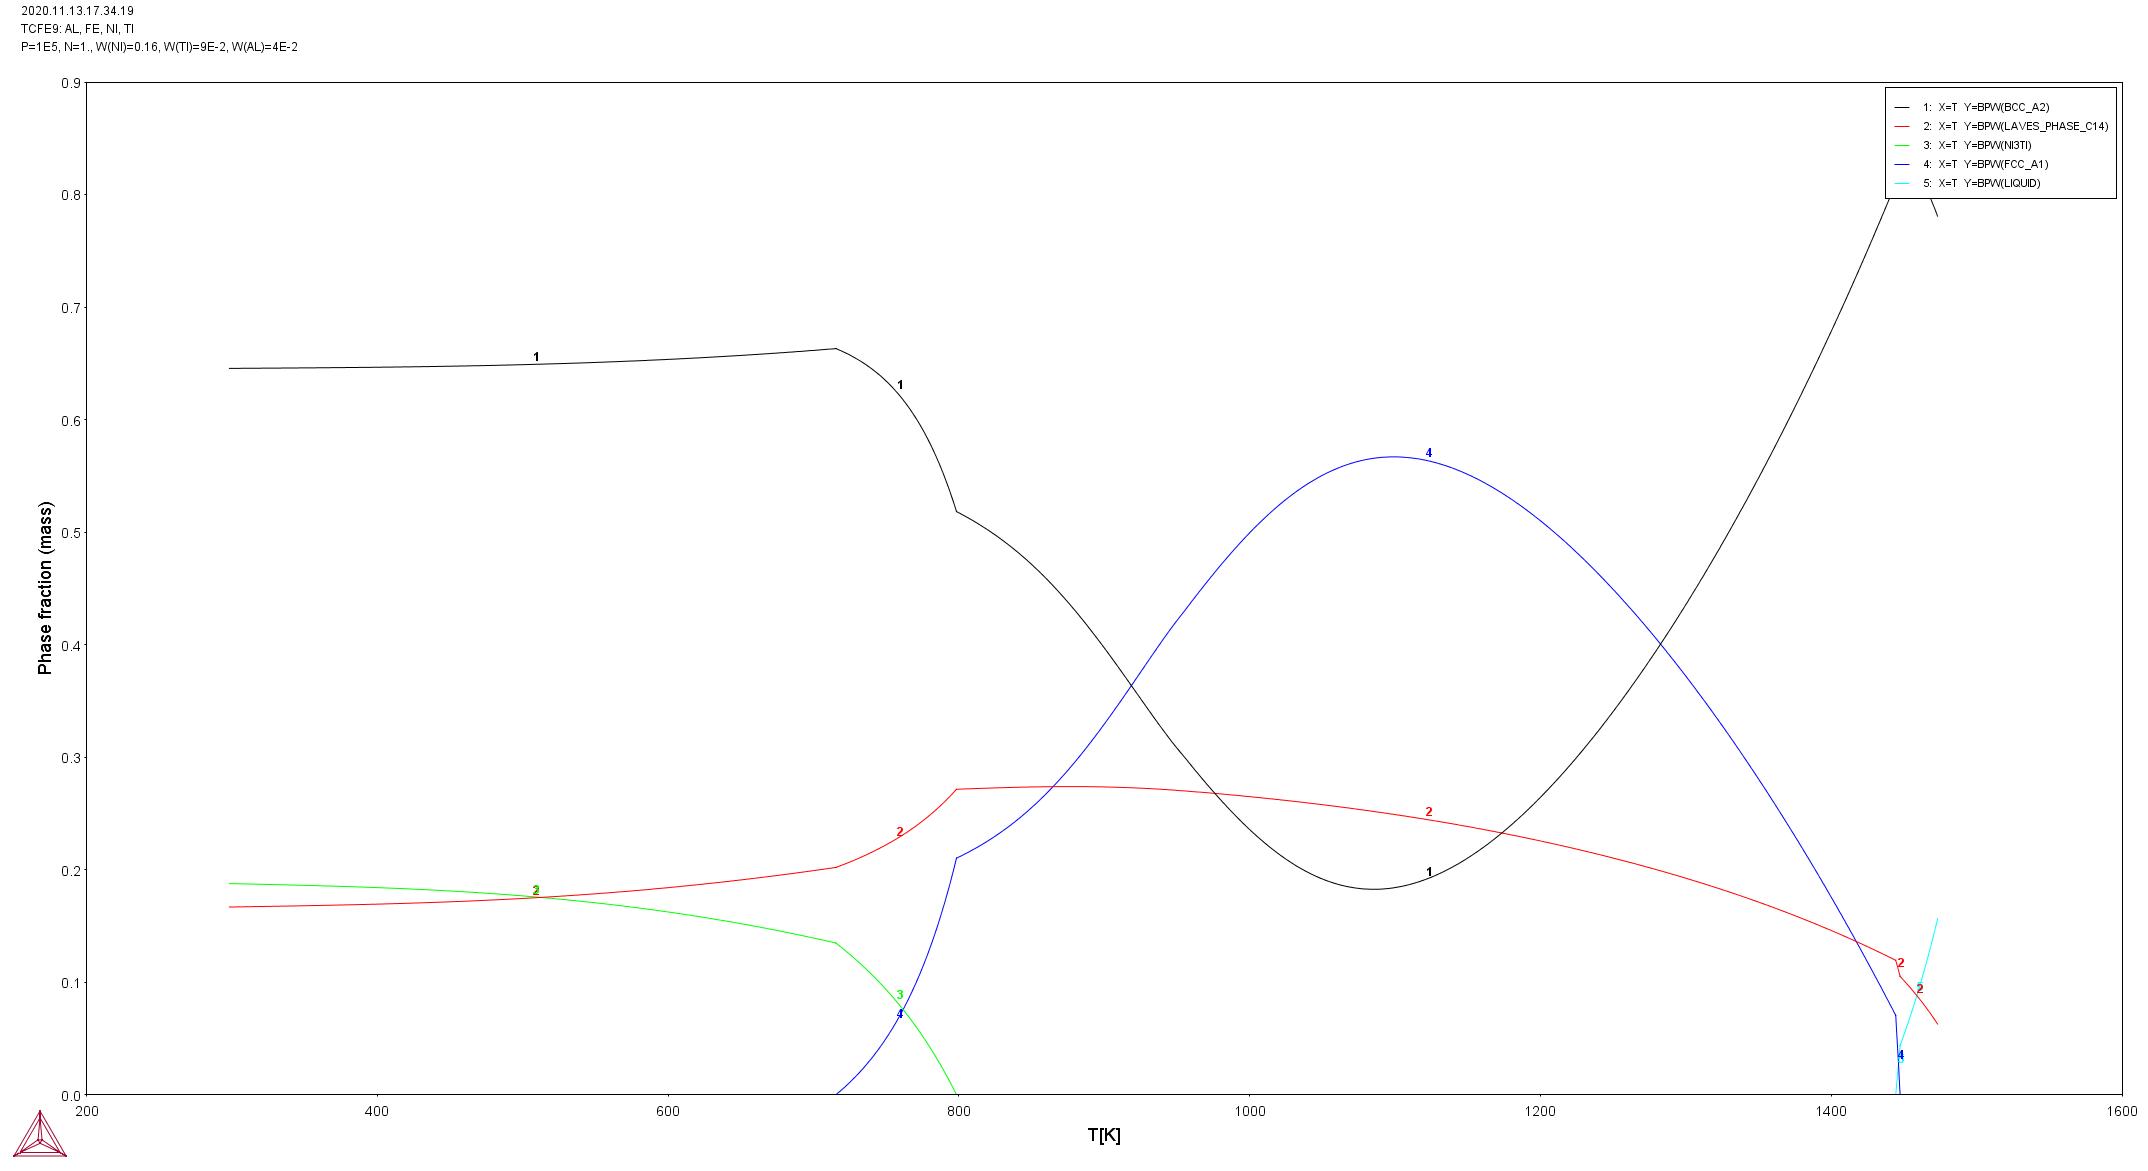 2020.11.13.17.34.19
TCFE9: AL, FE, NI, TI
P=1E5, N=1., W(NI)=0.16, W(TI)=9E-2, W(AL)=4E-2
0.9
0.8
0.7
0.6
0.5
0.4
0.3
0.2
0.1
0.0
Phase fraction (mass)
1: X=T Y=BPW(BCC_A2)
2: X=T Y=BPW(LAVES_PHASE_C14)
3: X=T Y=BPW(NI3TI)
4: X=T Y=BPW(FCC_A1)
5: X=T Y=BPW(LIQUID)
1
1
4
2
2
1
2
3
4
2
2
4
200 400 600 800 1000 1200 1400 1600
T[K]